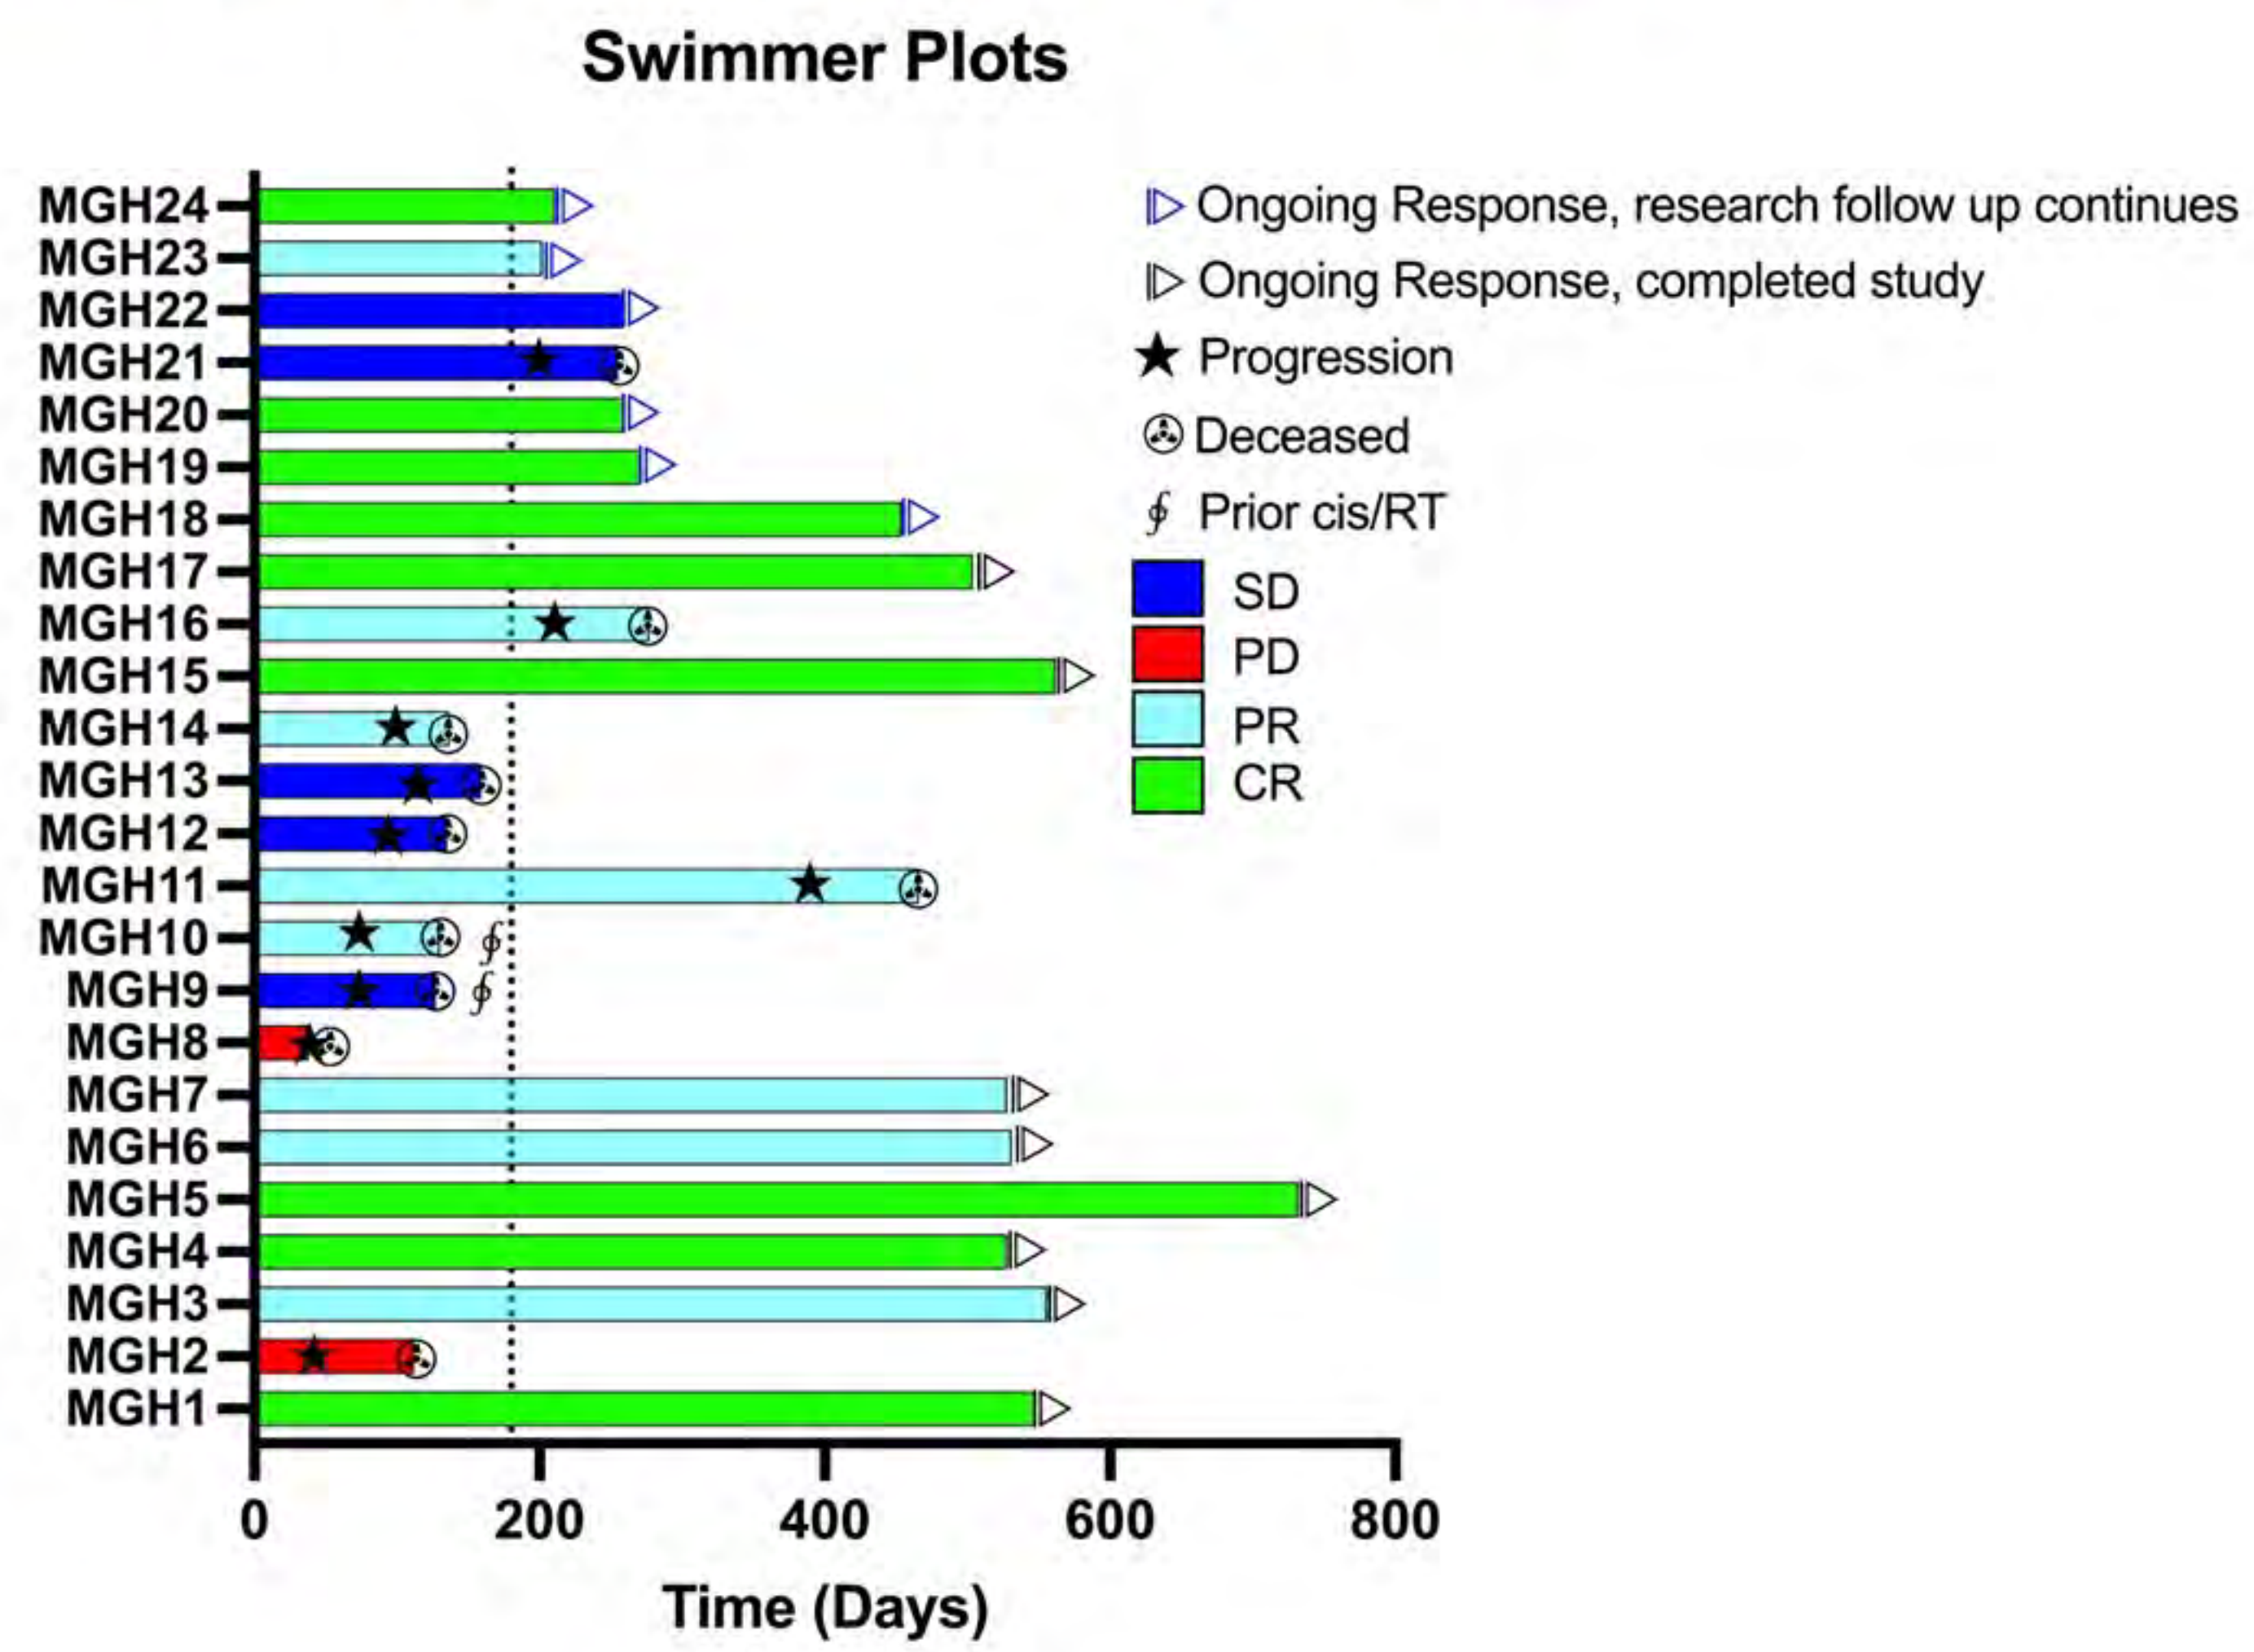 Swimmer Plots
MGH24
MGH23
MGH22
MGH21
MGH20
MGH19
MGH18
MGH17
MGH16
MGH15
MGH14
MGH13
MGH12
MGH11
MGH10
MGH9
MGH8
MGH7
MGH6
MGH5
MGH4
MGH3
MGH2
MGH1
Ongoing Response, research follow up continues
Ongoing Response, completed study
Progression
Deceased
∮ Prior cis/RT
SD
PD
PR
CR
∮
∮
0 200 400 600 800
Time (Days)